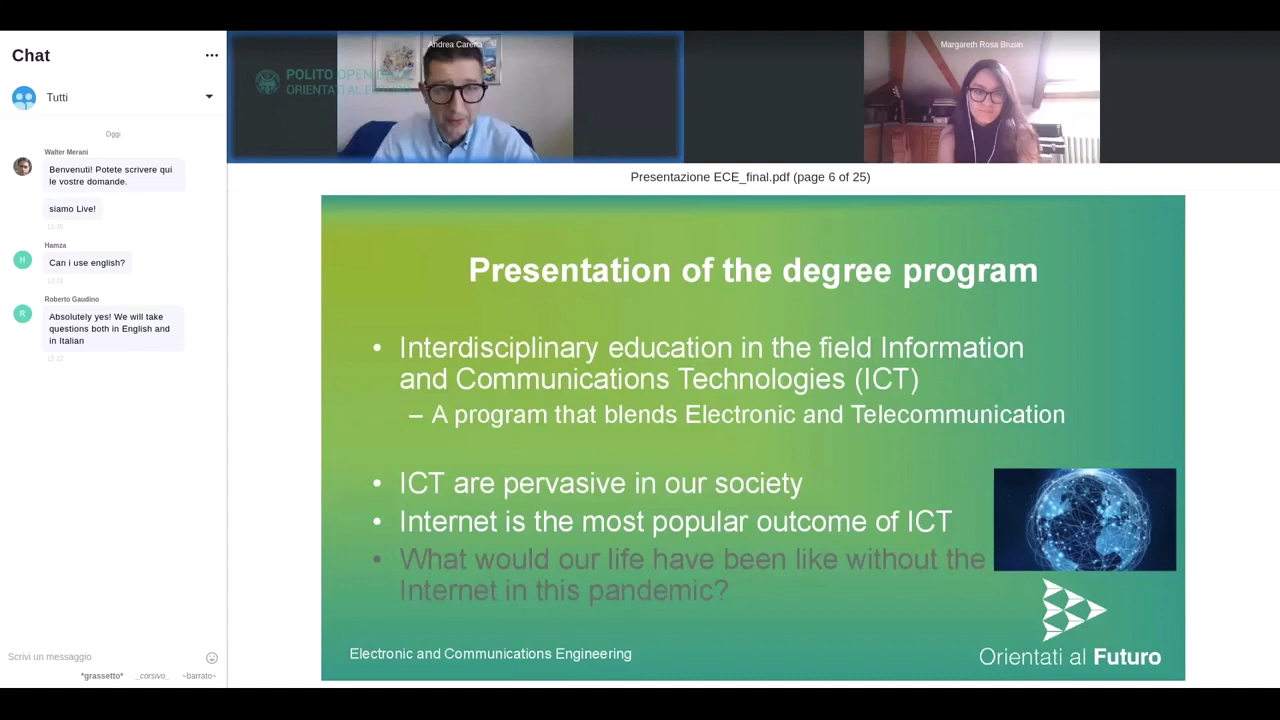 Chat
Tutti
Oggi
Walter Merani
Benvenuti! Potete scrivere qui
le vostre domande.
siamo Live!
Hamza
Can i use english?
Roberto Gaudino
Absolutely yes! We will take
questions both in English and
in Italian
Scrivi un messaggio
*grassetto* _corsivo_ ~barrato~
Andrea Carena
POLITO OPEN
ORIENTATI AL
Margareth Rosa Brusin
Presentazione ECE_final.pdf (page 6 of 25)
Presentation of the degree program
• Interdisciplinary education in the field Information
and Communications Technologies (ICT)
– A program that blends Electronic and Telecommunication
• ICT are pervasive in our society
• Internet is the most popular outcome of ICT
• What would our life have been like without the
Internet in this pandemic?
Electronic and Communications Engineering
Orientati al Futuro